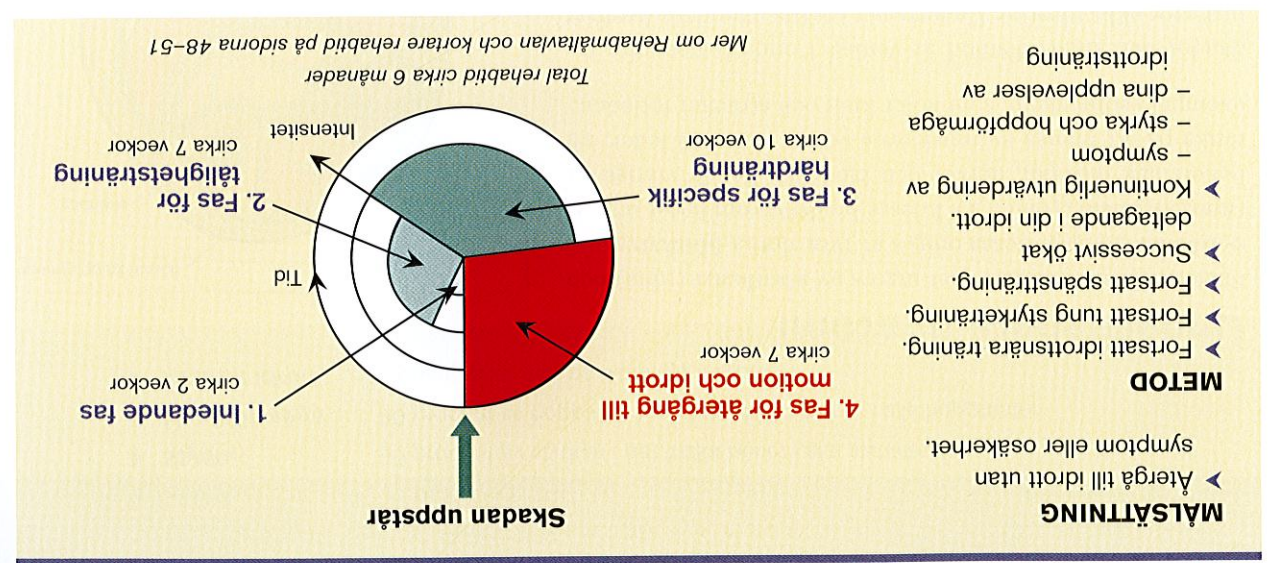 MÅLSÄTTNING
➤ Återgå till idrott utan
symptom eller osäkerhet.
METOD
➤ Fortsatt idrottsnära träning.
➤ Fortsatt tung styrketräning.
➤ Fortsatt spänstträning.
➤ Successivt ökat
deltagande i din idrott.
➤ Kontinuerlig utvärdering av
– symptom
– styrka och hoppförmåga
– dina upplevelser av
idrottsträning
Skadan uppstår
4. Fas för återgång till
motion och idrott
cirka 7 veckor
1. Inledande fas
cirka 2 veckor
Tid
3. Fas för specifik
hårdträning
cirka 10 veckor
2. Fas för
tålighetsträning
cirka 7 veckor
Intensitet
Total rehabtid cirka 6 månader
Mer om Rehabmåltavlan och kortare rehabtid på sidorna 48–51